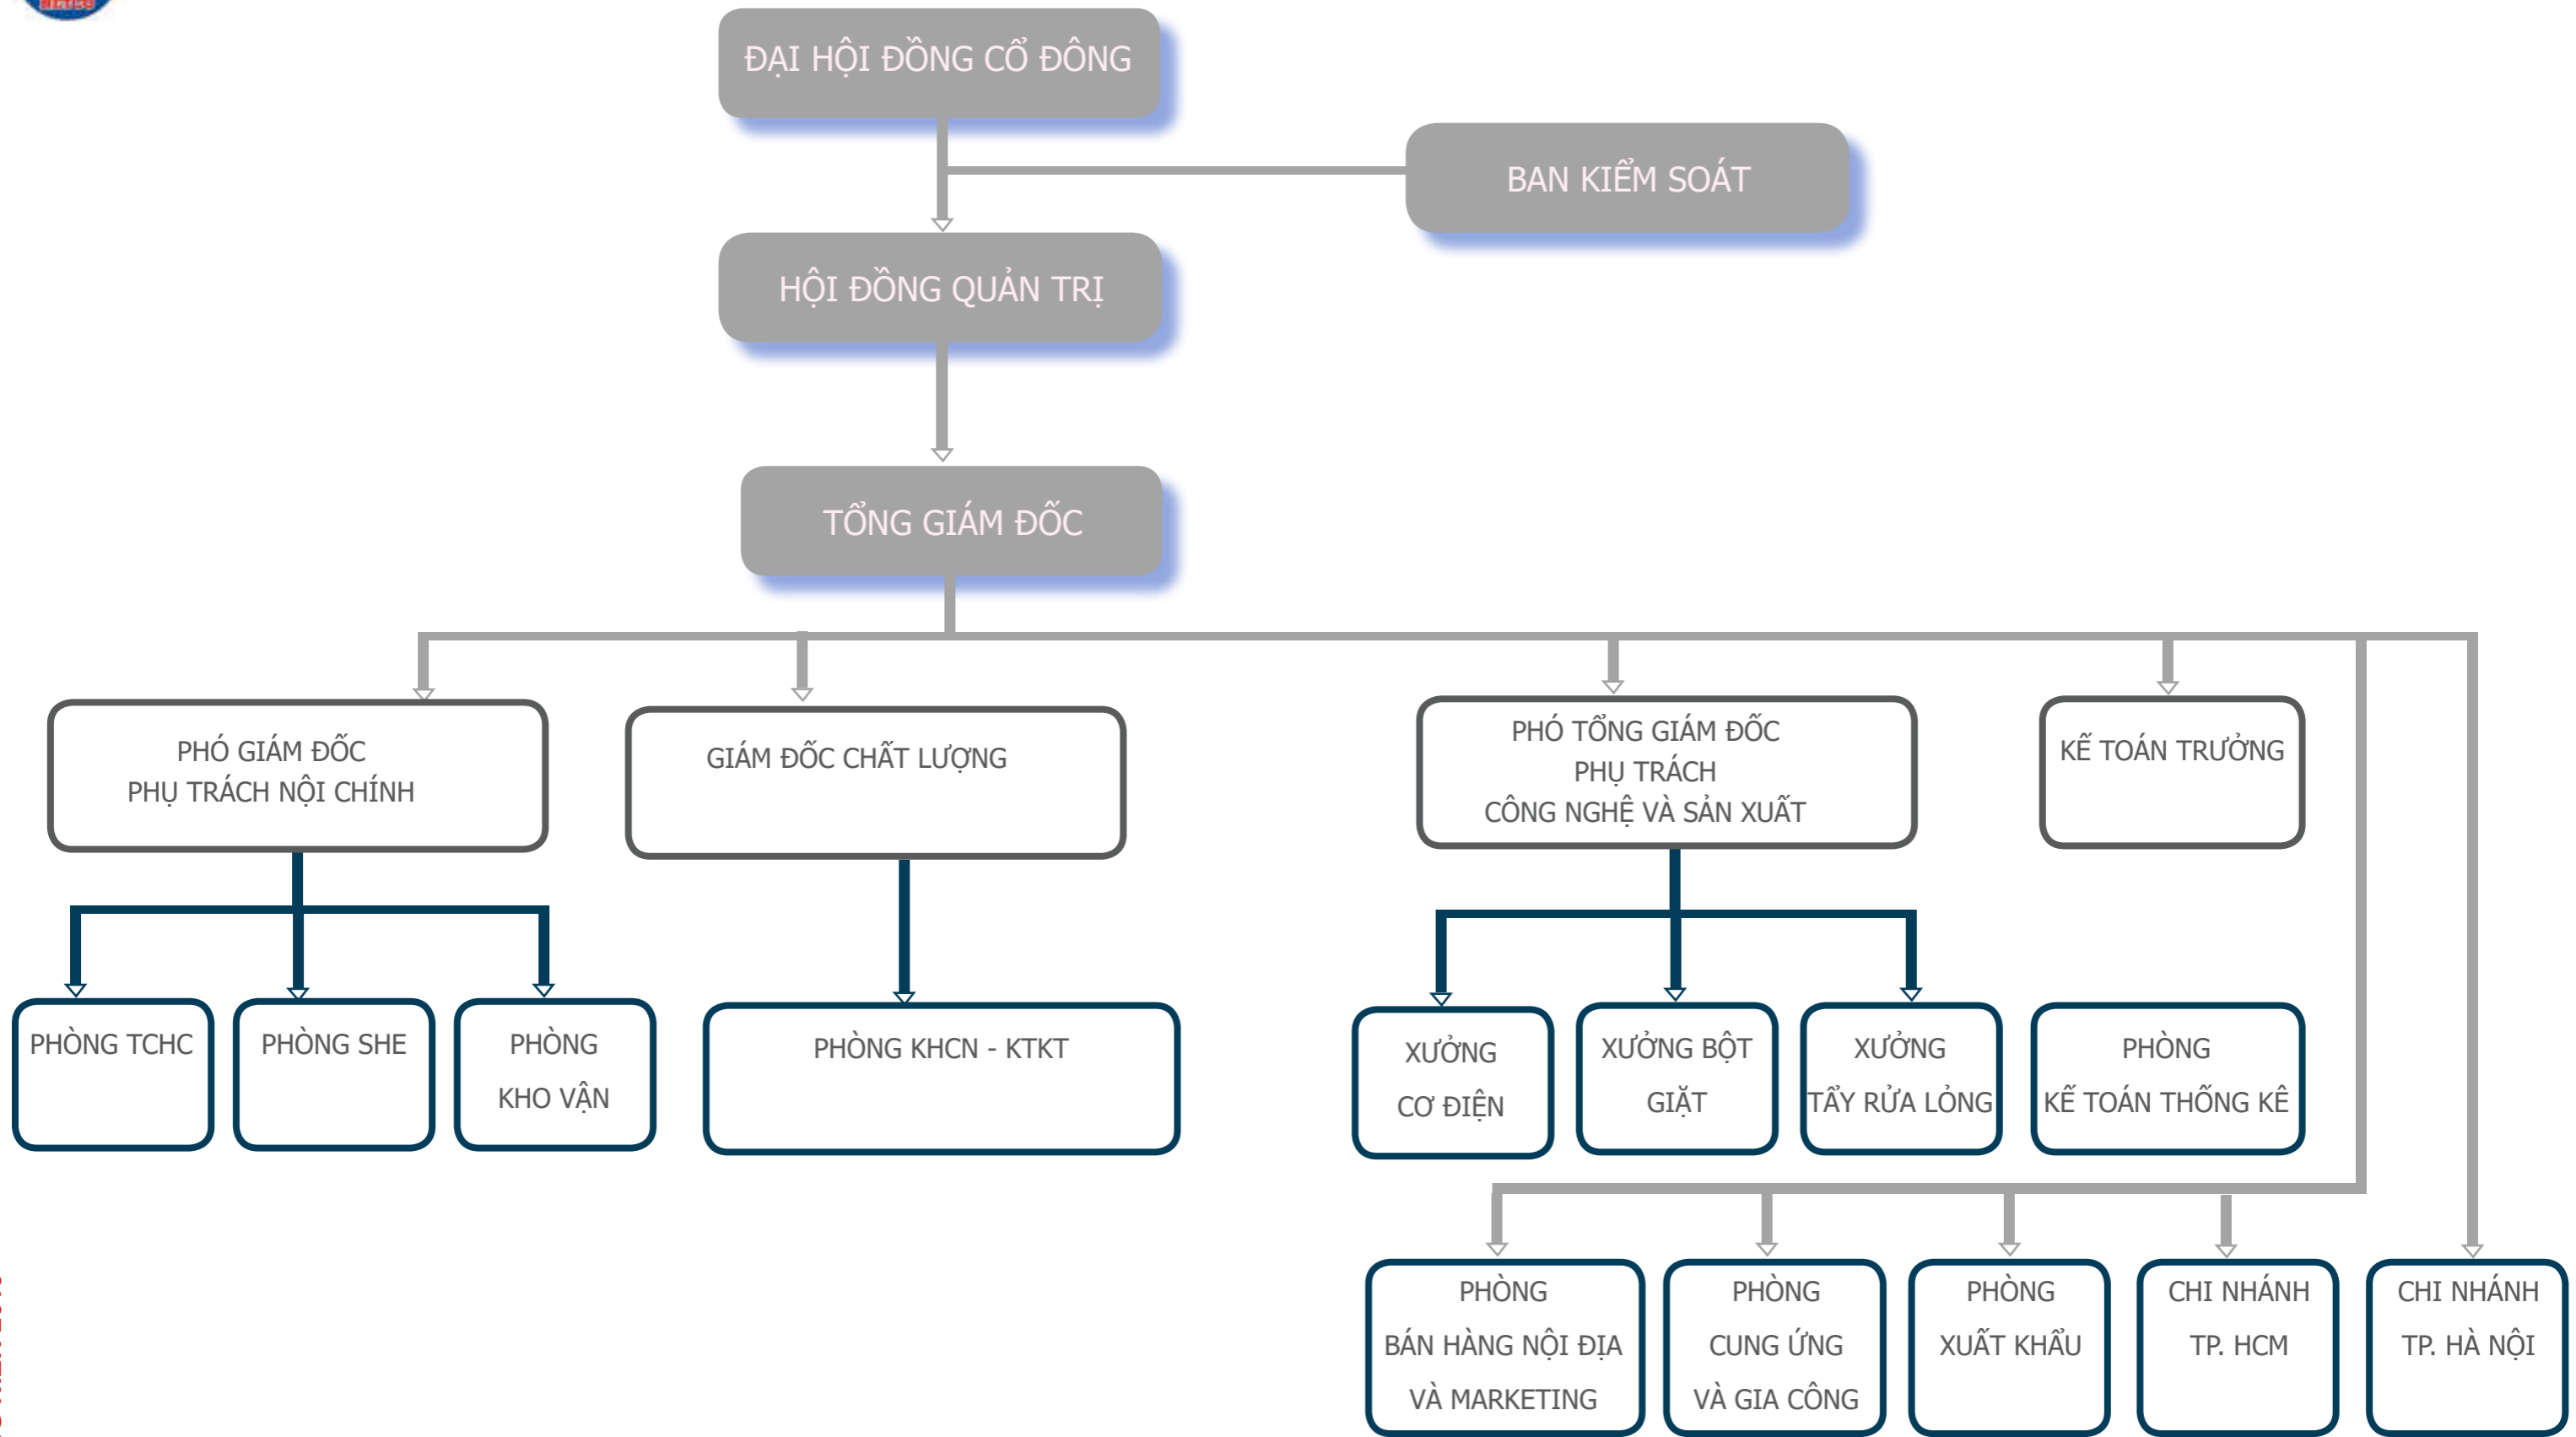 ĐẠI HỘI ĐỒNG CỔ ĐÔNG
BAN KIỂM SOÁT
HỘI ĐỒNG QUẢN TRỊ
TỔNG GIÁM ĐỐC
PHÓ GIÁM ĐỐC
PHỤ TRÁCH NỘI CHÍNH
GIÁM ĐỐC CHẤT LƯỢNG
PHÓ TỔNG GIÁM ĐỐC
PHỤ TRÁCH
CÔNG NGHỆ VÀ SẢN XUẤT
KẾ TOÁN TRƯỞNG
PHÒNG TCHC
PHÒNG SHE
PHÒNG
KHO VẬN
PHÒNG KHCN - KTKT
XƯỞNG
CƠ ĐIỆN
XƯỞNG BỘT
GIẶT
XƯỞNG
TẨY RỬA LỎNG
PHÒNG
KẾ TOÁN THỐNG KÊ
PHÒNG
BÁN HÀNG NỘI ĐỊA
VÀ MARKETING
PHÒNG
CUNG ỨNG
VÀ GIA CÔNG
PHÒNG
XUẤT KHẨU
CHI NHÁNH
TP. HCM
CHI NHÁNH
TP. HÀ NỘI